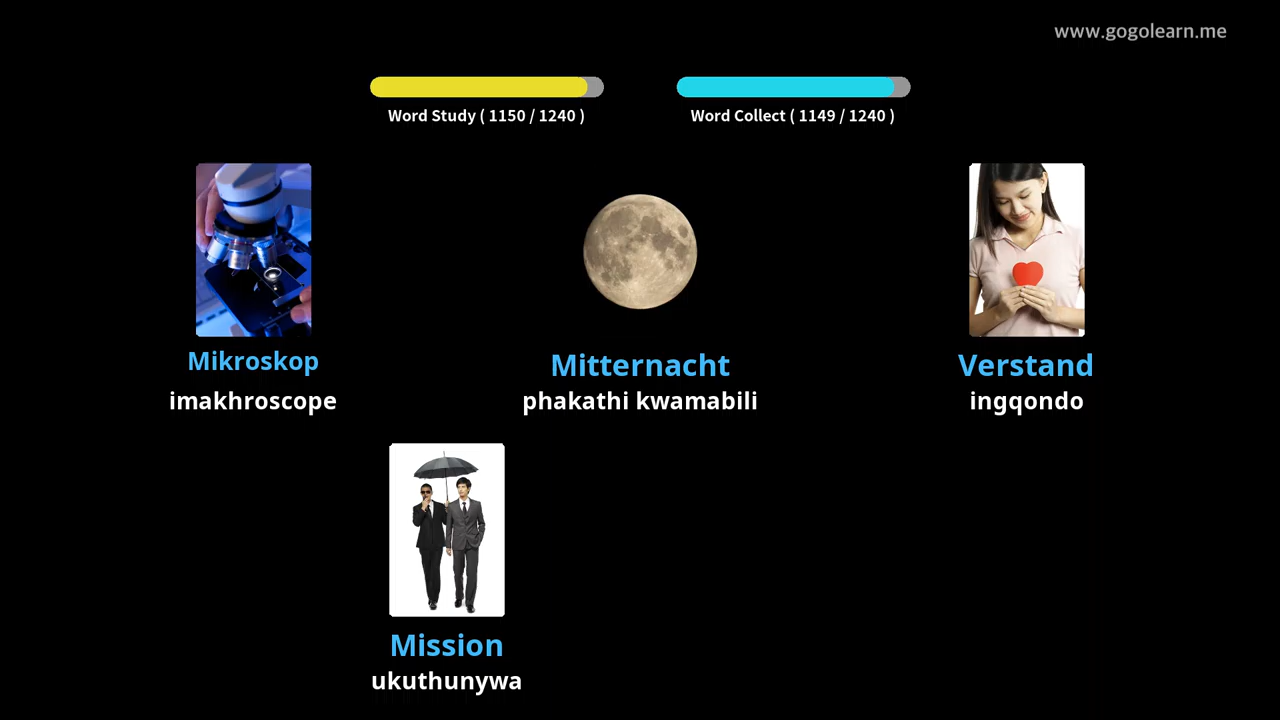 www.gogolearn.me
Word Study ( 1150 / 1240 )
Word Collect ( 1149 / 1240 )
Mikroskop
imakhroscope
Mitternacht
phakathi kwamabili
Verstand
ingqondo
Mission
ukuthunywa